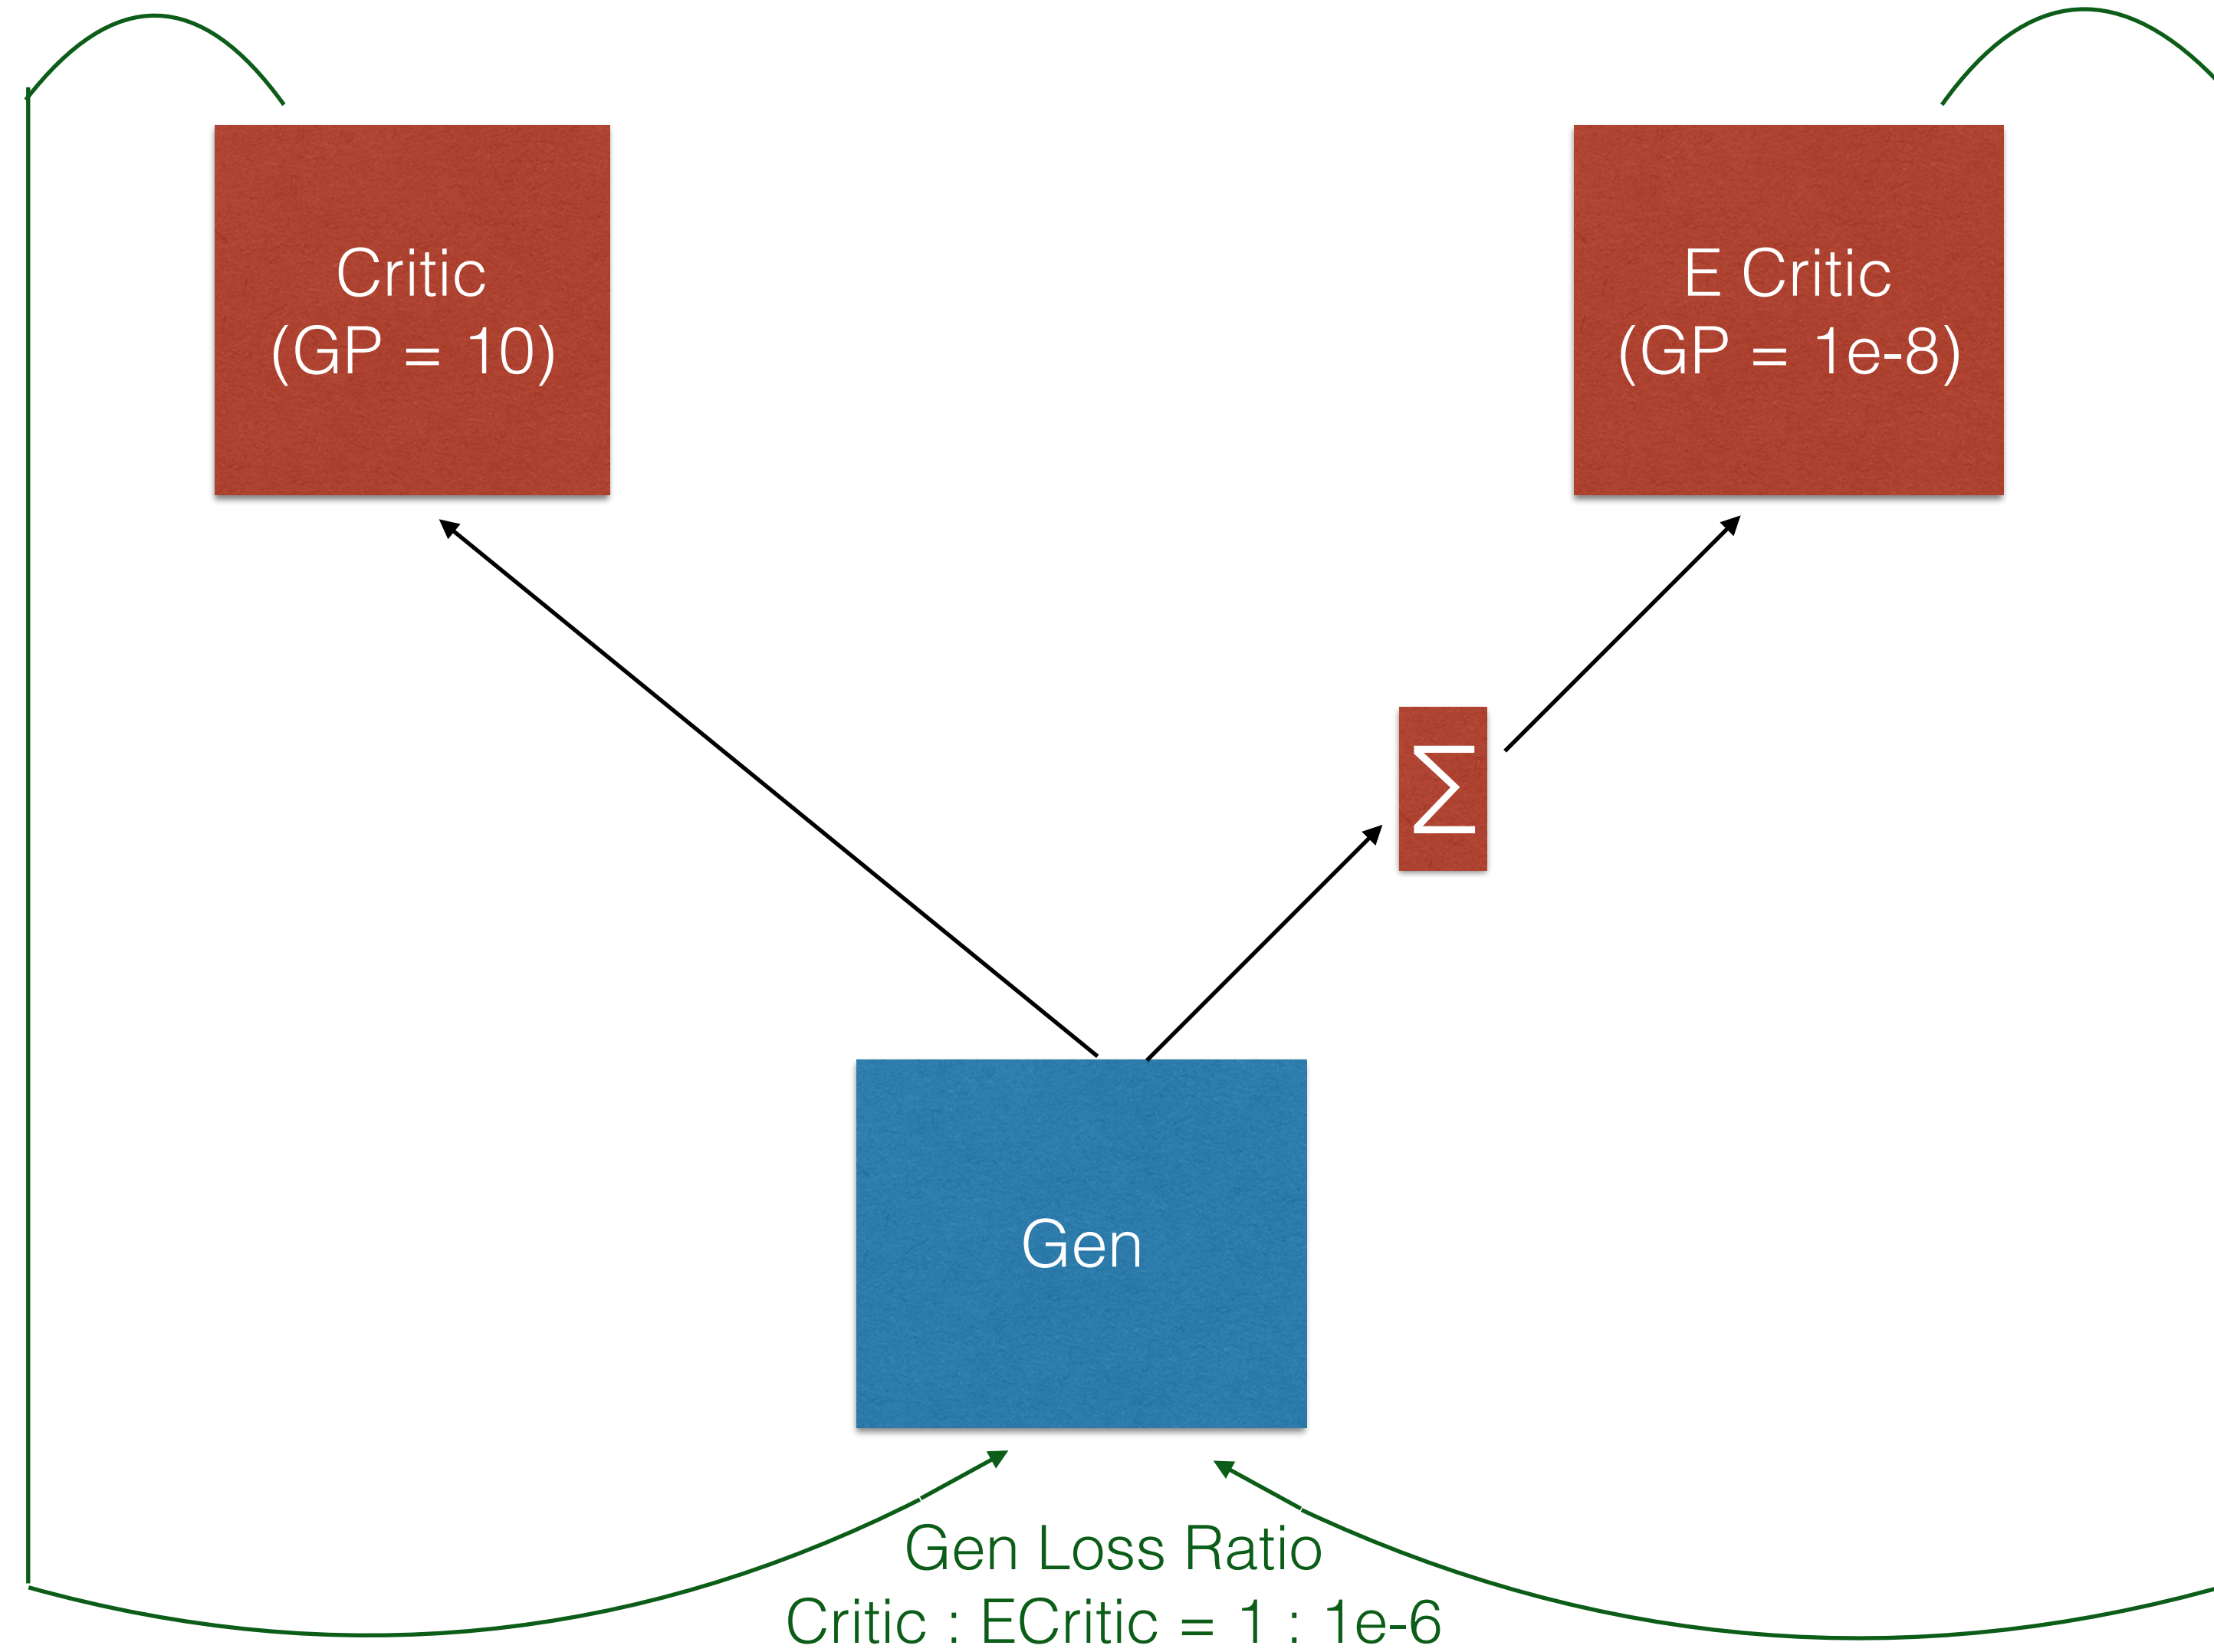 Critic
(GP = 10)
E Critic
(GP = 1e-8)
Σ
Gen
Gen Loss Ratio
Critic : ECritic = 1 : 1e-6